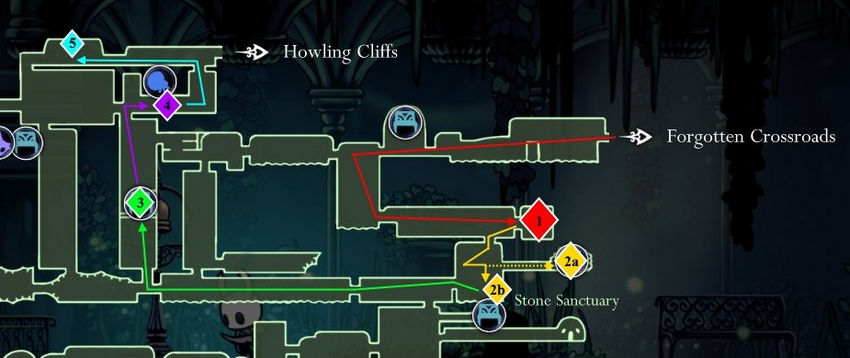 5
Howling Cliffs
4
Forgotten Crossroads
3
1
2a
2b
Stone Sanctuary